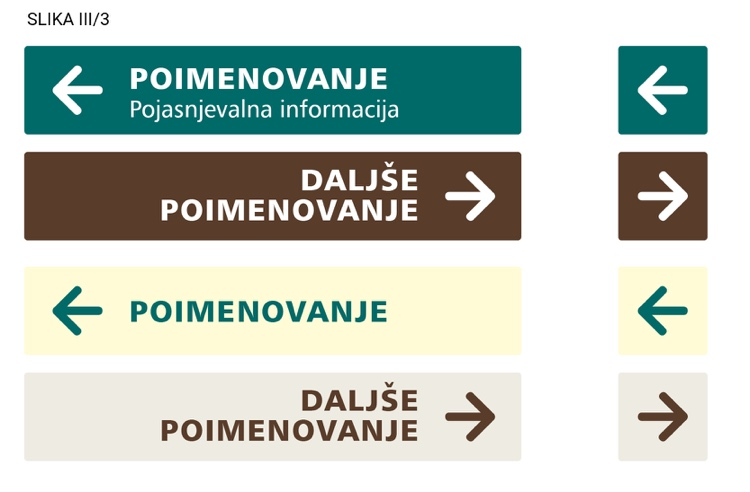 SLIKA III/3
POIMENOVANJE
Pojasnjevalna informacija
DALJŠE
POIMENOVANJE
POIMENOVANJE
DALJŠE
POIMENOVANJE